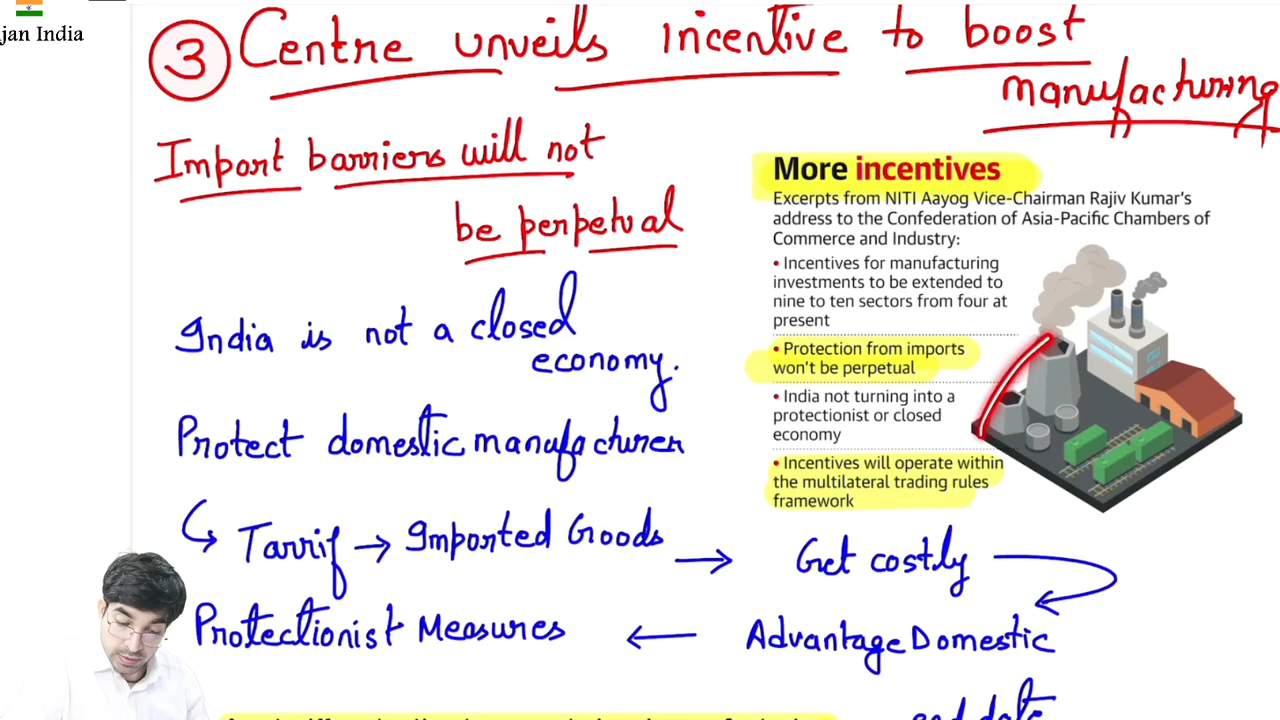 jan India
3 Centre unveils incentive to boost
manufacturing
Import barriers will not
be perpetual
India is not a closed
economy.
Protect domestic manufacturer
Tarrif → Imported Goods → Get costly
Protectionist Measures ← Advantage Domestic
More incentives
Excerpts from NITI Aayog Vice-Chairman Rajiv Kumar's
address to the Confederation of Asia-Pacific Chambers of
Commerce and Industry:
• Incentives for manufacturing
investments to be extended to
nine to ten sectors from four at
present
• Protection from imports
won't be perpetual
• India not turning into a
protectionist or closed
economy
• Incentives will operate within
the multilateral trading rules
framework